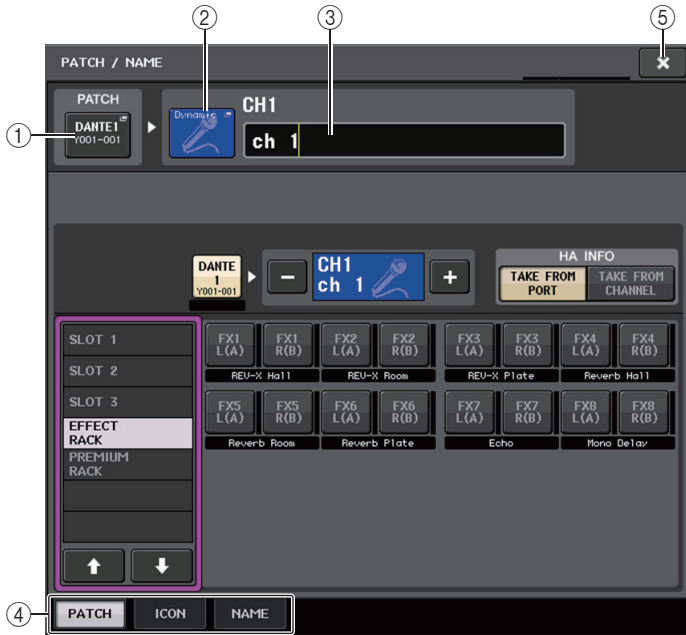 ② ③ ⑤
PATCH / NAME
PATCH
① DANTE1
Y001-001
Dynamic
CH1
ch 1
DANTE
1
Y001-001
CH1
ch 1
HA INFO
TAKE FROM
PORT
TAKE FROM
CHANNEL
SLOT 1
SLOT 2
SLOT 3
EFFECT
RACK
PREMIUM
RACK
FX1 FX1 FX2 FX2 FX3 FX3 FX4 FX4
L(A) R(B) L(A) R(B) L(A) R(B) L(A) R(B)
REV-X Hall REV-X Room REV-X Plate Reverb Hall
FX5 FX5 FX6 FX6 FX7 FX7 FX8 FX8
L(A) R(B) L(A) R(B) L(A) R(B) L(A) R(B)
Reverb Room Reverb Plate Echo Mono Delay
④ PATCH ICON NAME